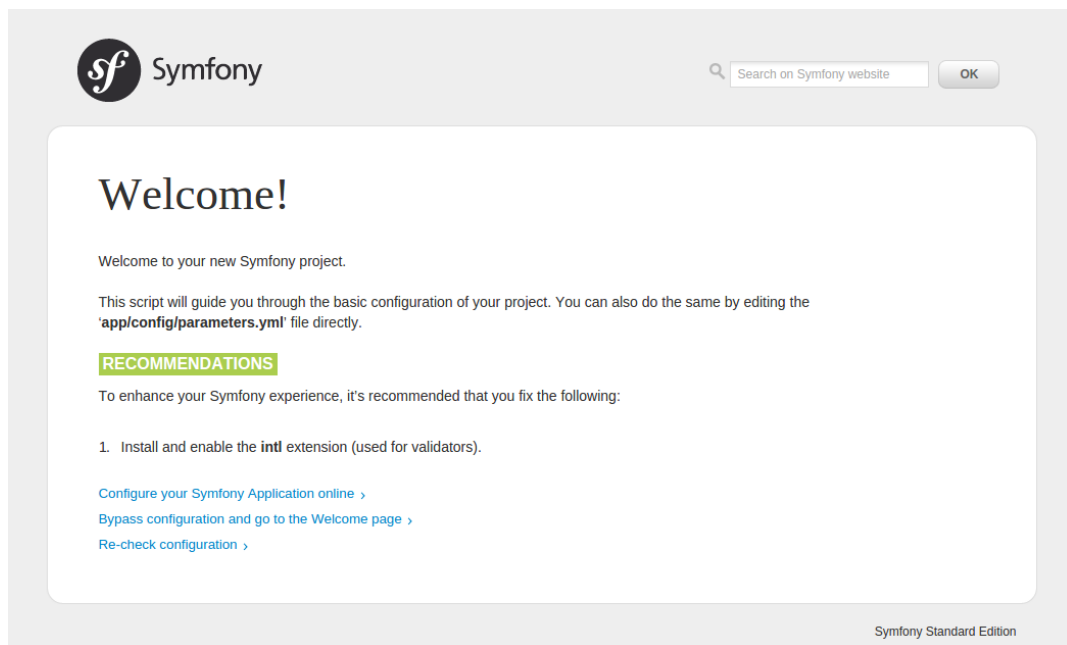 sf Symfony
Search on Symfony website OK
Welcome!
Welcome to your new Symfony project.
This script will guide you through the basic configuration of your project. You can also do the same by editing the
‘app/config/parameters.yml’ file directly.
RECOMMENDATIONS
To enhance your Symfony experience, it’s recommended that you fix the following:
1. Install and enable the intl extension (used for validators).
Configure your Symfony Application online ›
Bypass configuration and go to the Welcome page ›
Re-check configuration ›
Symfony Standard Edition